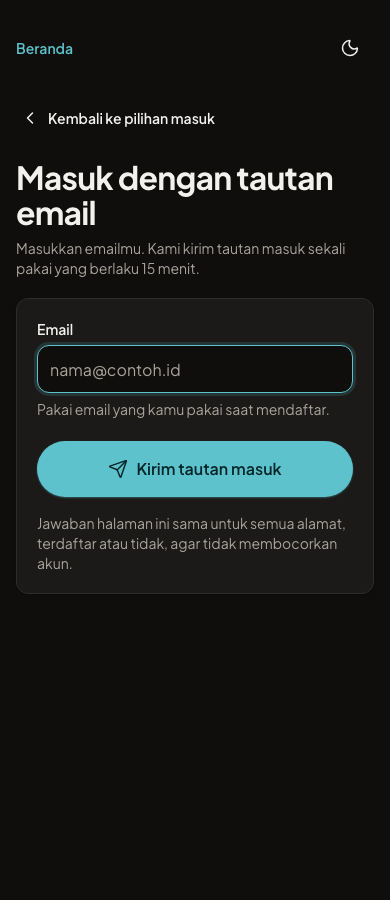 Beranda
Kembali ke pilihan masuk
Masuk dengan tautan
email
Masukkan emailmu. Kami kirim tautan masuk sekali
pakai yang berlaku 15 menit.
Email
nama@contoh.id
Pakai email yang kamu pakai saat mendaftar.
Kirim tautan masuk
Jawaban halaman ini sama untuk semua alamat,
terdaftar atau tidak, agar tidak membocorkan
akun.